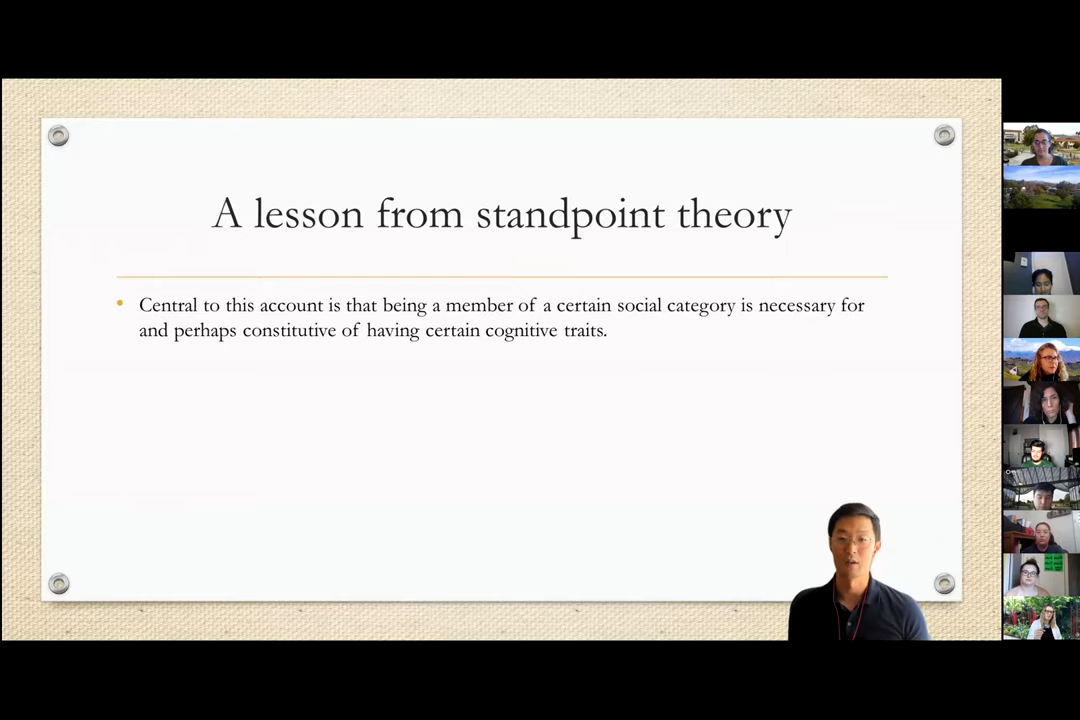 A lesson from standpoint theory
• Central to this account is that being a member of a certain social category is necessary for
and perhaps constitutive of having certain cognitive traits.